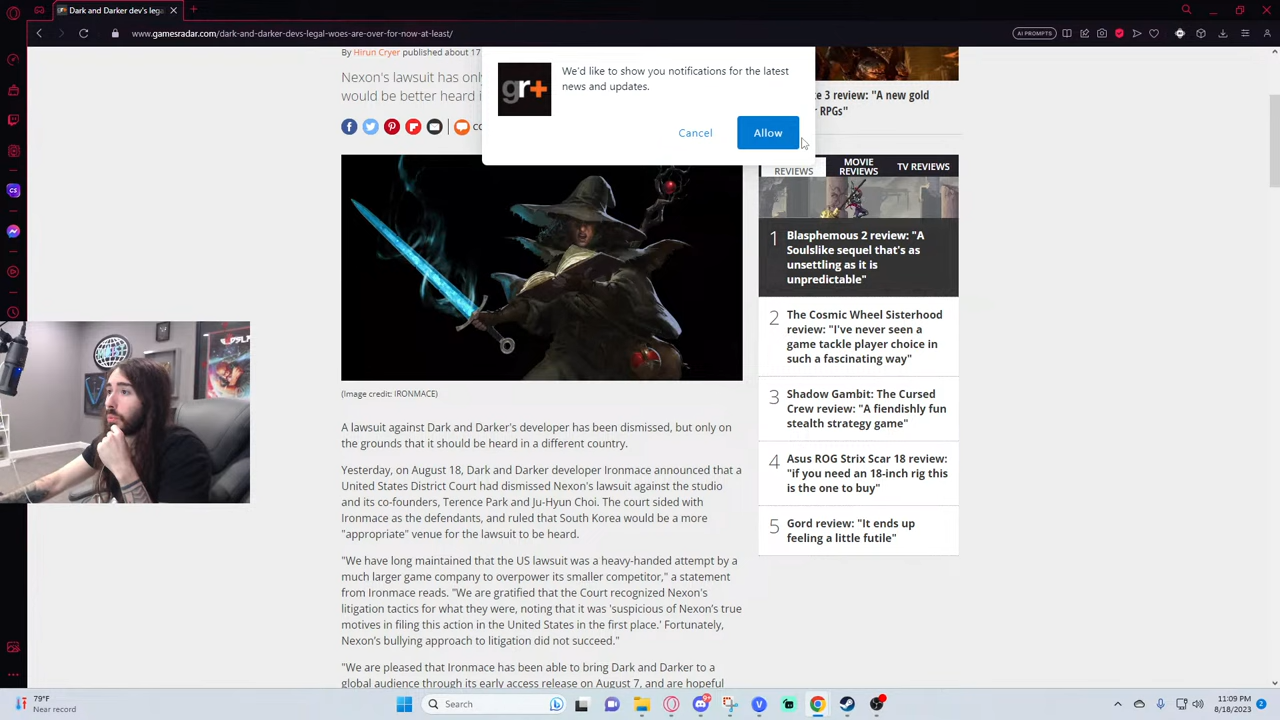 Dark and Darker dev's lega
www.gamesradar.com/dark-and-darker-devs-legal-woes-are-over-for-now-at-least/
AI PROMPTS
By Hirun Cryer published about 17
Nexon's lawsuit has onl
would be better heard i
gr+
We'd like to show you notifications for the latest
news and updates.
Cancel
Allow
e 3 review: "A new gold
RPGs"
REVIEWS
MOVIE
REVIEWS
TV REVIEWS
1 Blasphemous 2 review: "A
Soulslike sequel that's as
unsettling as it is
unpredictable"
2 The Cosmic Wheel Sisterhood
review: "I've never seen a
game tackle player choice in
such a fascinating way"
3 Shadow Gambit: The Cursed
Crew review: "A fiendishly fun
stealth strategy game"
4 Asus ROG Strix Scar 18 review:
"if you need an 18-inch rig this
is the one to buy"
5 Gord review: "It ends up
feeling a little futile"
(Image credit: IRONMACE)
A lawsuit against Dark and Darker's developer has been dismissed, but only on
the grounds that it should be heard in a different country.
Yesterday, on August 18, Dark and Darker developer Ironmace announced that a
United States District Court had dismissed Nexon's lawsuit against the studio
and its co-founders, Terence Park and Ju-Hyun Choi. The court sided with
Ironmace as the defendants, and ruled that South Korea would be a more
"appropriate" venue for the lawsuit to be heard.
"We have long maintained that the US lawsuit was a heavy-handed attempt by a
much larger game company to overpower its smaller competitor," a statement
from Ironmace reads. "We are gratified that the Court recognized Nexon's
litigation tactics for what they were, noting that it was 'suspicious of Nexon's true
motives in filing this action in the United States in the first place.' Fortunately,
Nexon's bullying approach to litigation did not succeed."
"We are pleased that Ironmace has been able to bring Dark and Darker to a
global audience through its early access release on August 7, and are hopeful
79°F
Near record
Search
11:09 PM
8/18/2023